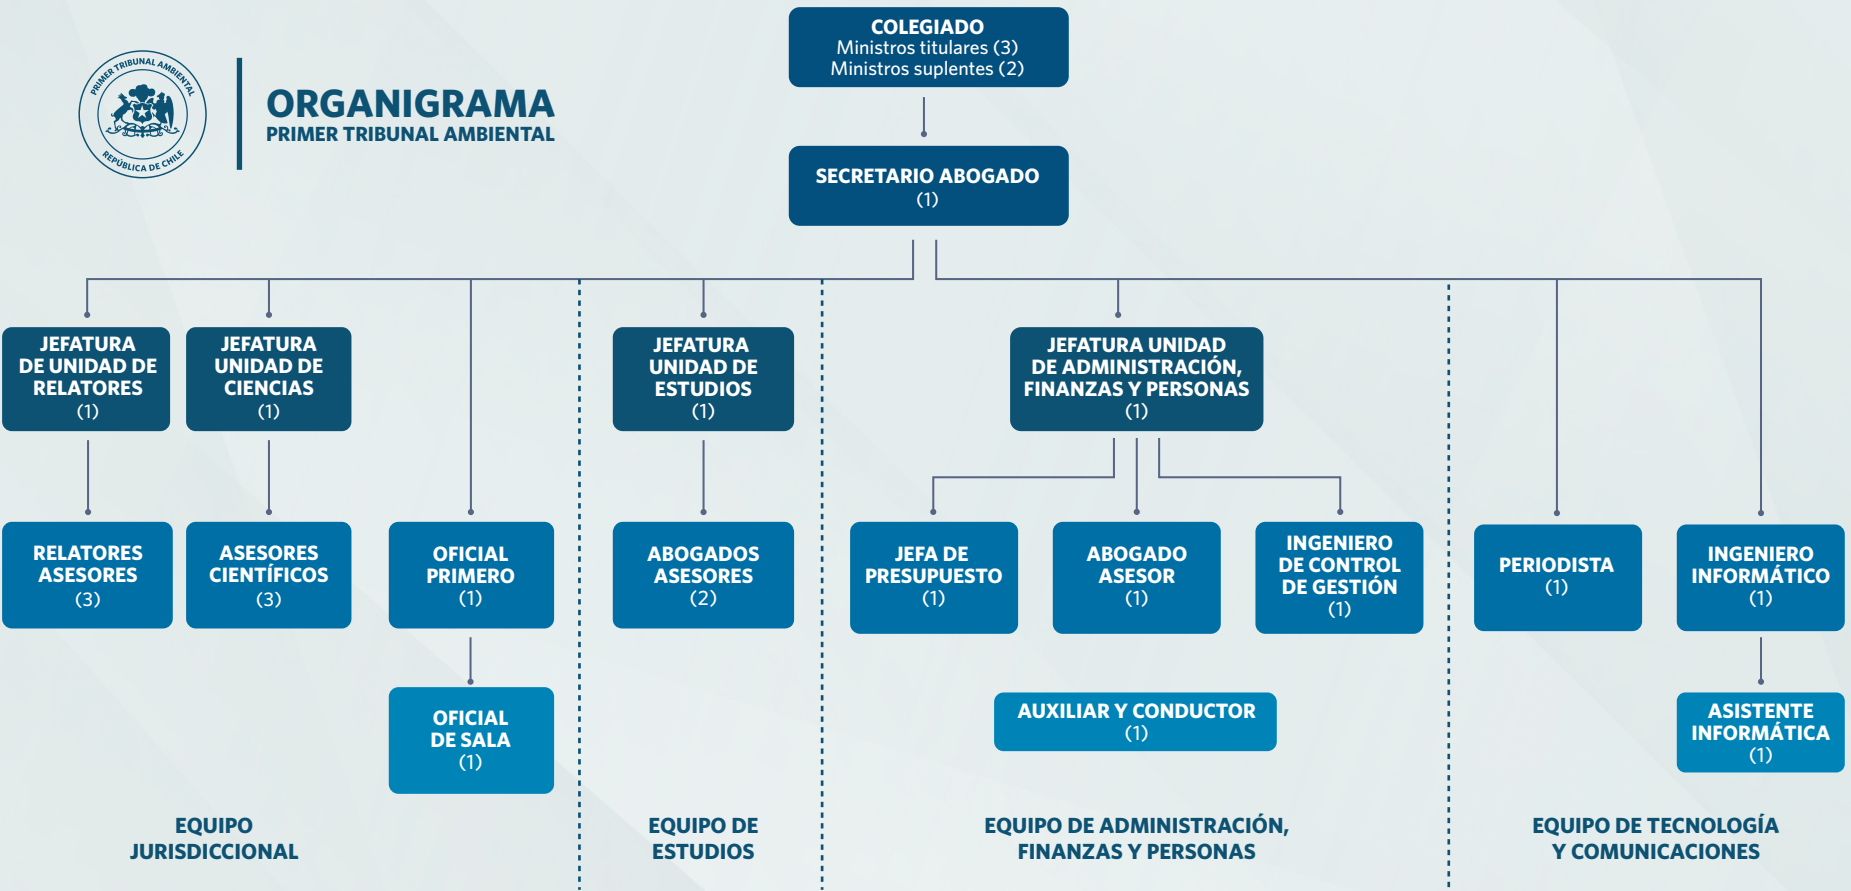 PRIMER TRIBUNAL AMBIENTAL
REPÚBLICA DE CHILE
ORGANIGRAMA
PRIMER TRIBUNAL AMBIENTAL
COLEGIADO
Ministros titulares (3)
Ministros suplentes (2)
SECRETARIO ABOGADO
(1)
JEFATURA
DE UNIDAD DE
RELATORES
(1)
JEFATURA
UNIDAD DE
CIENCIAS
(1)
JEFATURA
UNIDAD DE
ESTUDIOS
(1)
JEFATURA UNIDAD
DE ADMINISTRACIÓN,
FINANZAS Y PERSONAS
(1)
RELATORES
ASESORES
(3)
ASESORES
CIENTÍFICOS
(3)
OFICIAL
PRIMERO
(1)
ABOGADOS
ASESORES
(2)
JEFA DE
PRESUPUESTO
(1)
ABOGADO
ASESOR
(1)
INGENIERO
DE CONTROL
DE GESTIÓN
(1)
PERIODISTA
(1)
INGENIERO
INFORMÁTICO
(1)
OFICIAL
DE SALA
(1)
AUXILIAR Y CONDUCTOR
(1)
ASISTENTE
INFORMÁTICA
(1)
EQUIPO
JURISDICCIONAL
EQUIPO DE
ESTUDIOS
EQUIPO DE ADMINISTRACIÓN,
FINANZAS Y PERSONAS
EQUIPO DE TECNOLOGÍA
Y COMUNICACIONES